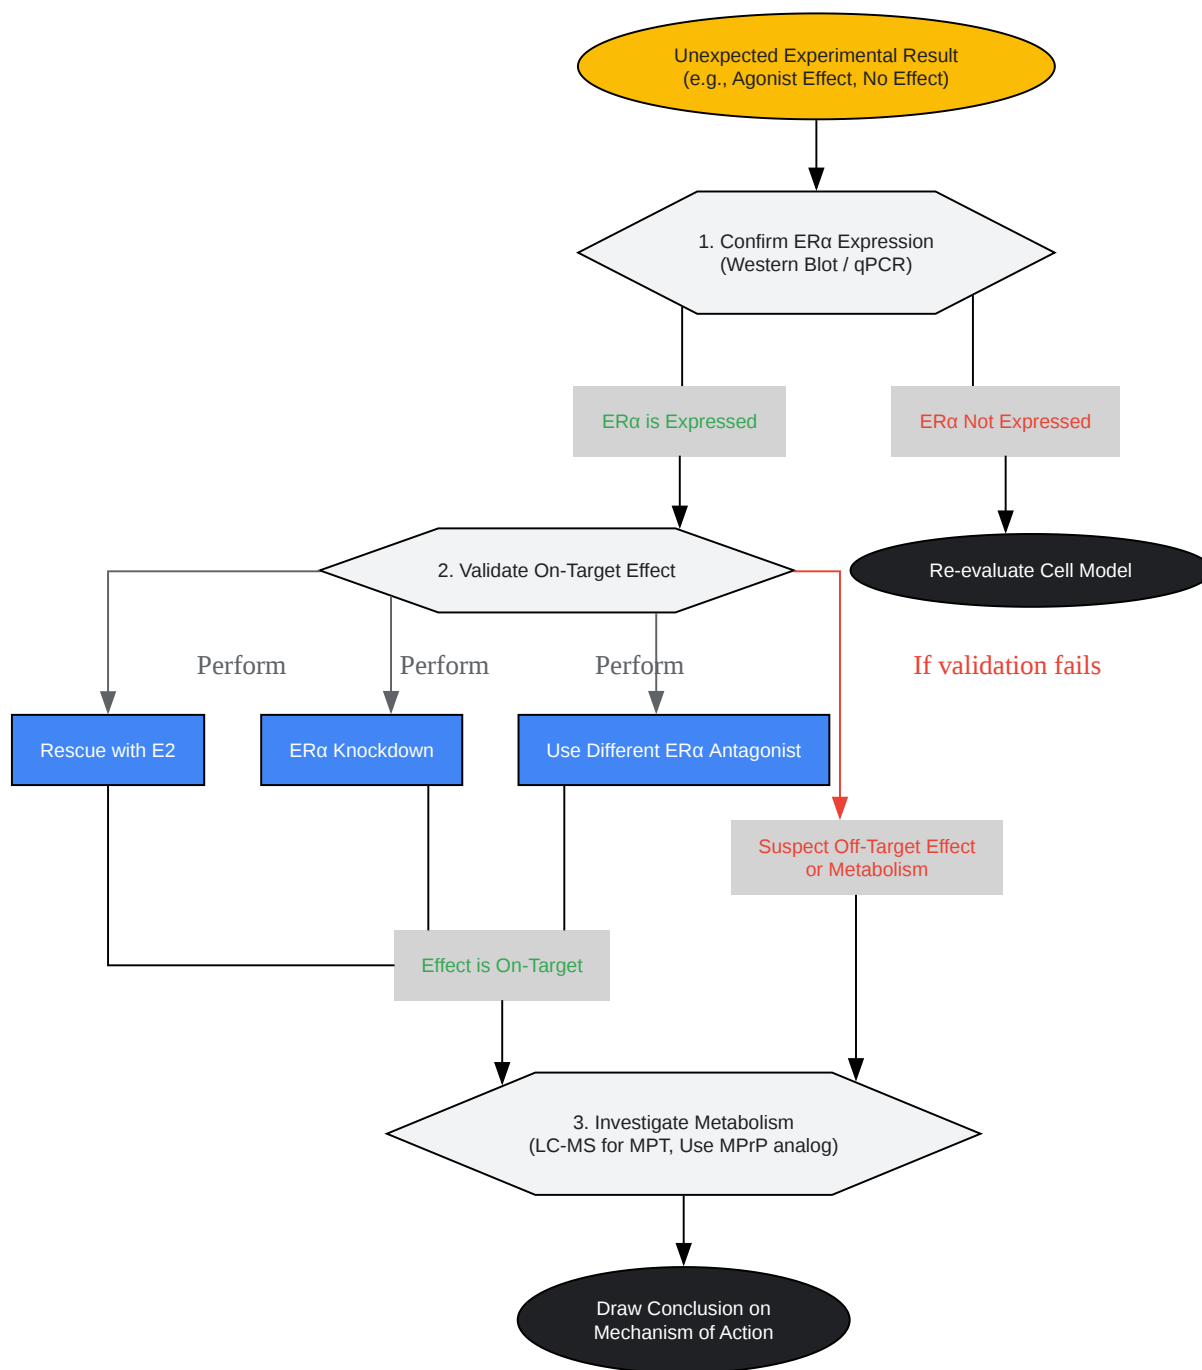 Unexpected Experimental Result
(e.g., Agonist Effect, No Effect)
1. Confirm ERα Expression
(Western Blot / qPCR)
ERα is Expressed
ERα Not Expressed
2. Validate On-Target Effect
Re-evaluate Cell Model
Perform
Perform
Perform
If validation fails
Rescue with E2
ERα Knockdown
Use Different ERα Antagonist
Suspect Off-Target Effect
or Metabolism
Effect is On-Target
3. Investigate Metabolism
(LC-MS for MPT, Use MPrP analog)
Draw Conclusion on
Mechanism of Action